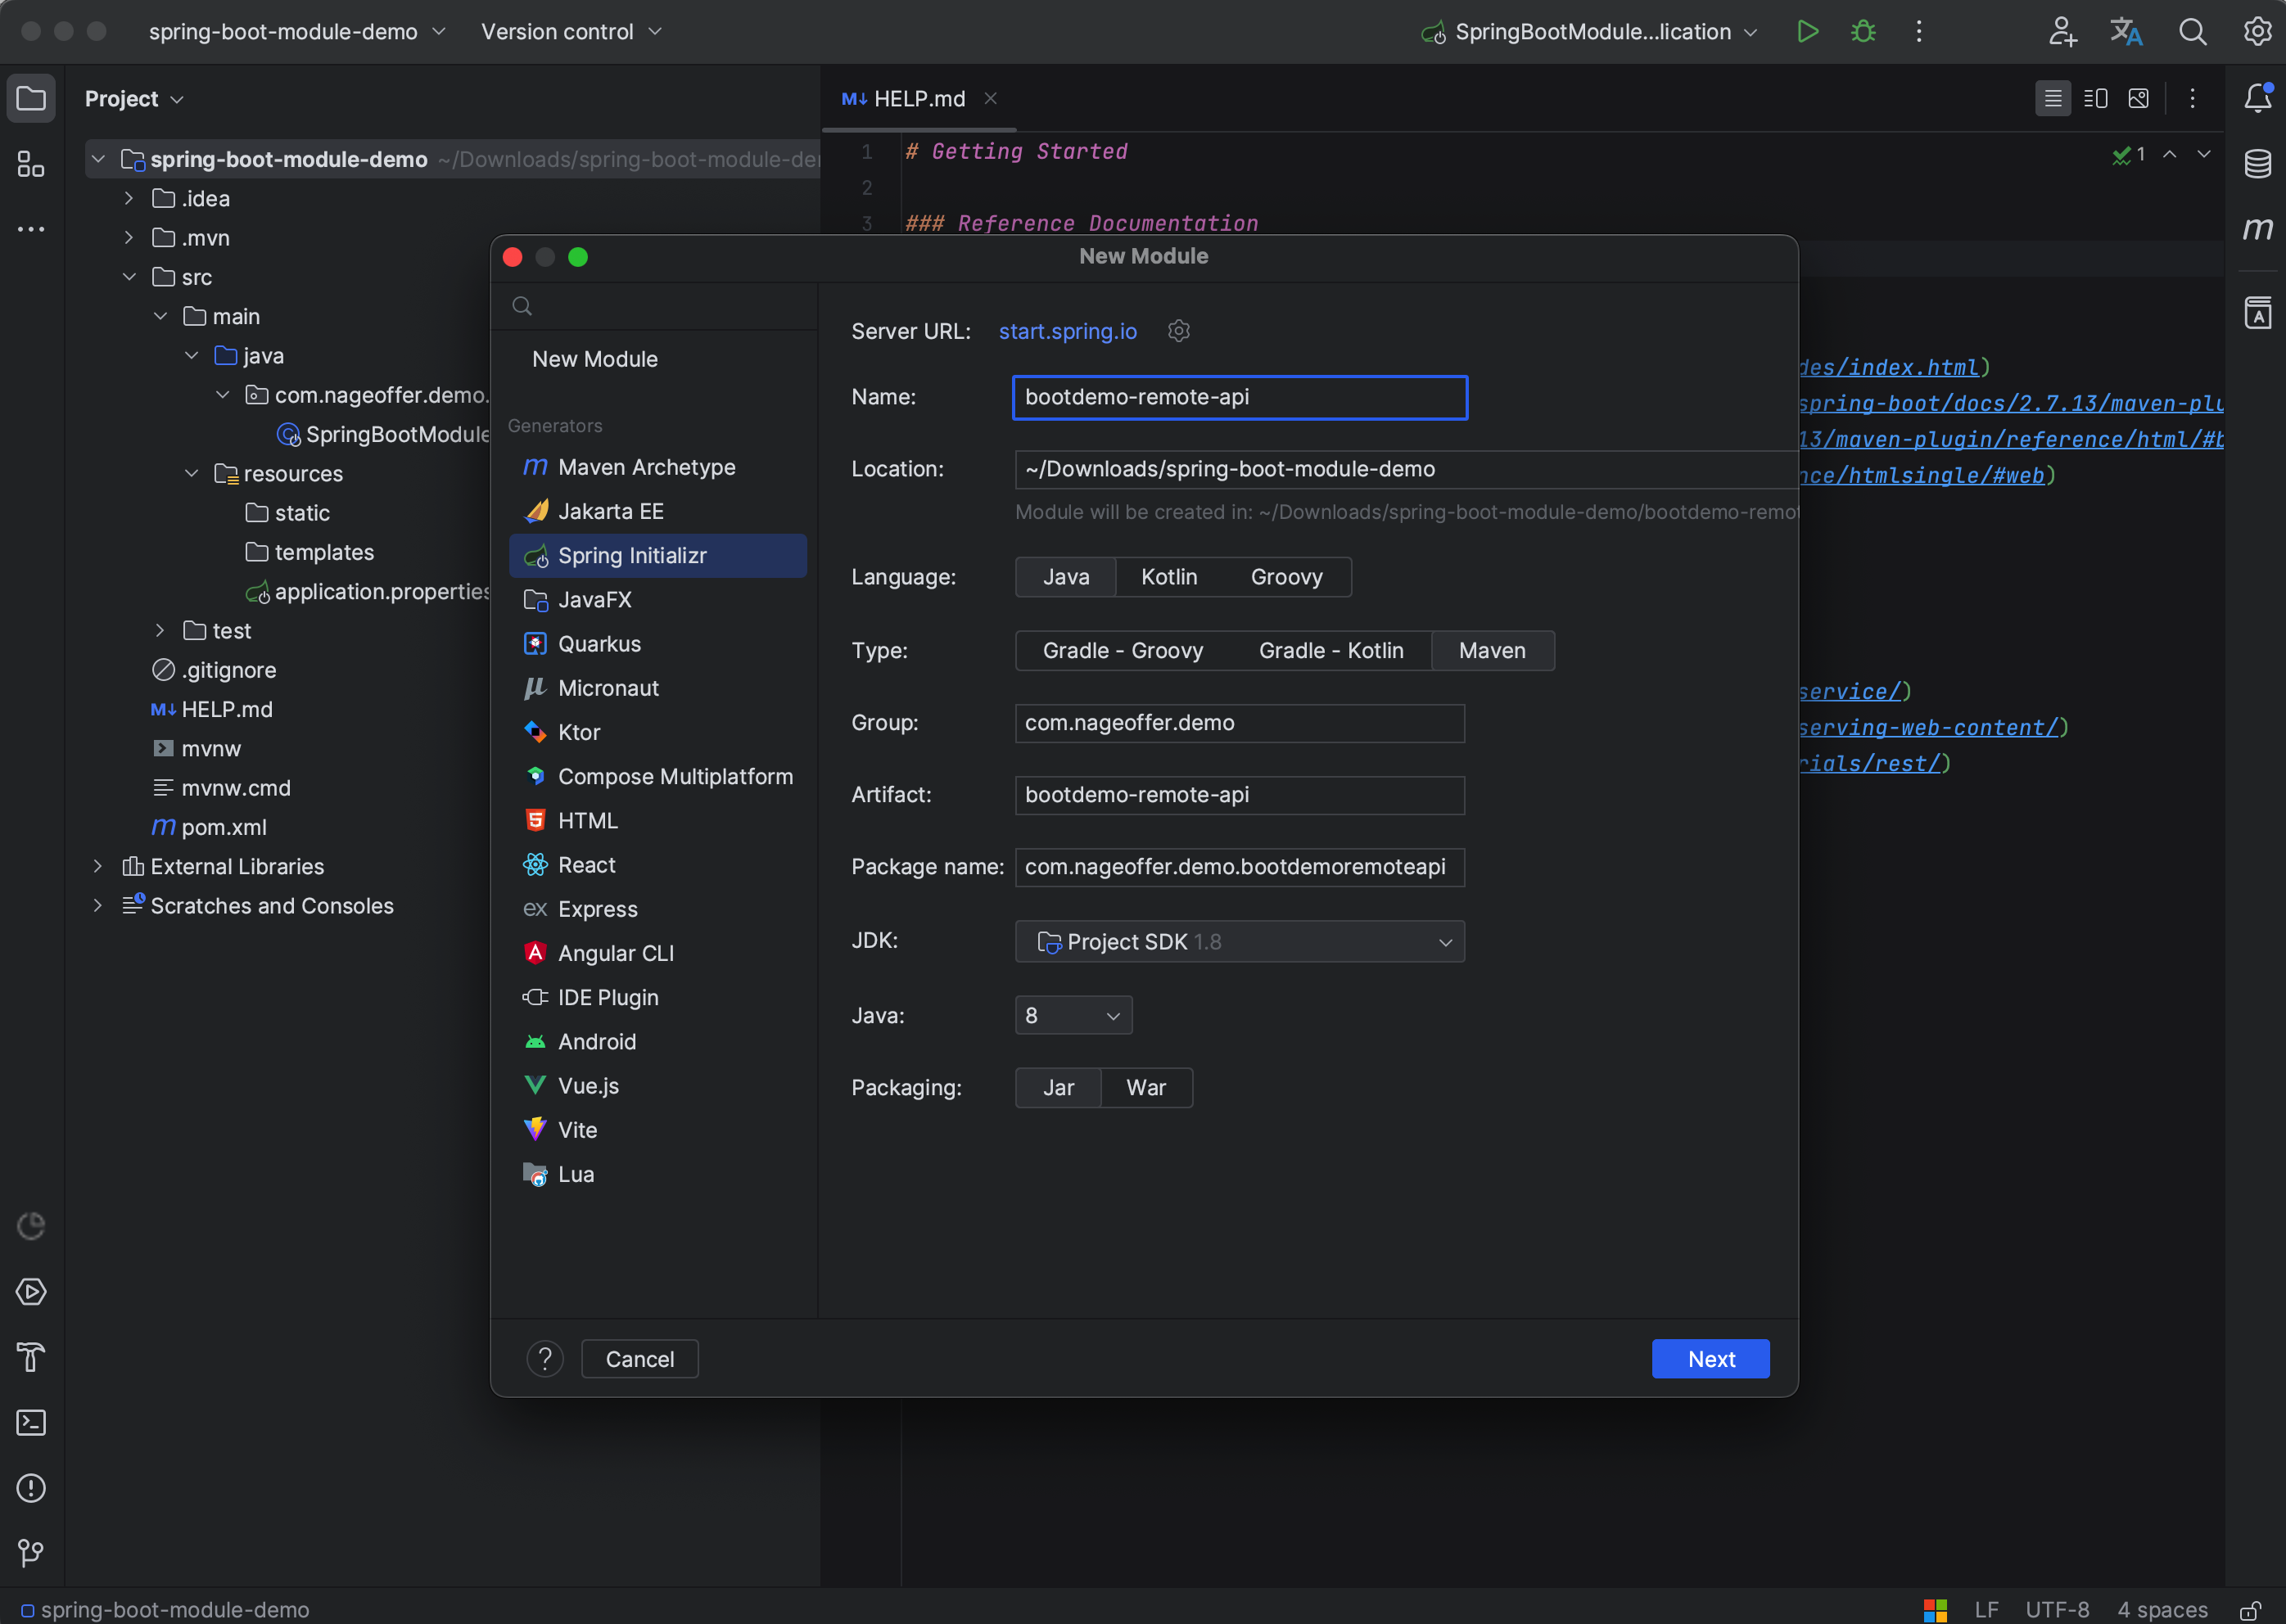 spring-boot-module-demo
Version control
SpringBootModule...lication
Project
HELP.md
spring-boot-module-demo ~/Downloads/spring-boot-module-de
.idea
.mvn
src
main
java
com.nageoffer.demo.
SpringBootModule
resources
static
templates
application.properties
test
.gitignore
HELP.md
mvnw
mvnw.cmd
pom.xml
External Libraries
Scratches and Consoles
1 # Getting Started
2
3 ### Reference Documentation
1
des/index.html)
spring-boot/docs/2.7.13/maven-plu
13/maven-plugin/reference/html/#b
nce/htmlsingle/#web)
service/)
serving-web-content/)
rials/rest/)
New Module
New Module
Generators
Maven Archetype
Jakarta EE
Spring Initializr
JavaFX
Quarkus
Micronaut
Ktor
Compose Multiplatform
HTML
React
Express
Angular CLI
IDE Plugin
Android
Vue.js
Vite
Lua
Server URL: start.spring.io
Name: bootdemo-remote-api
Location: ~/Downloads/spring-boot-module-demo
Module will be created in: ~/Downloads/spring-boot-module-demo/bootdemo-remot
Language: Java Kotlin Groovy
Type: Gradle - Groovy Gradle - Kotlin Maven
Group: com.nageoffer.demo
Artifact: bootdemo-remote-api
Package name: com.nageoffer.demo.bootdemoremoteapi
JDK: Project SDK 1.8
Java: 8
Packaging: Jar War
? Cancel Next
spring-boot-module-demo
LF UTF-8 4 spaces